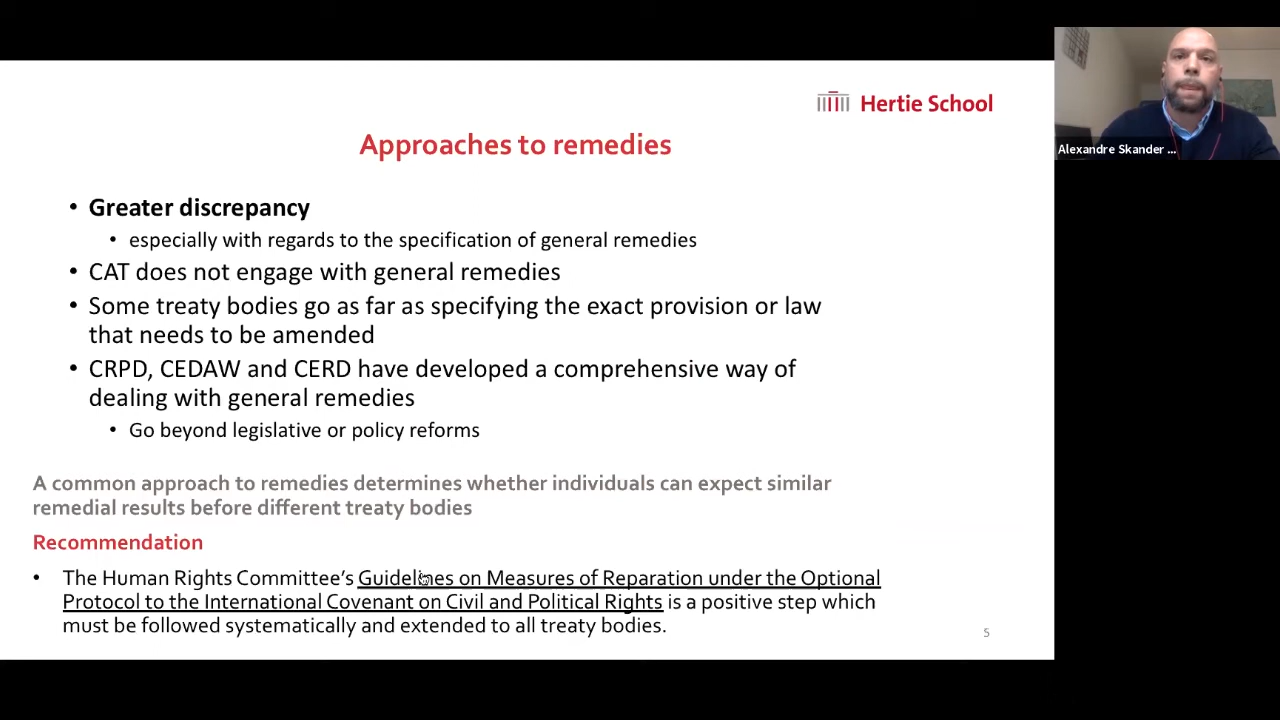 Hertie School
Approaches to remedies
• Greater discrepancy
• especially with regards to the specification of general remedies
• CAT does not engage with general remedies
• Some treaty bodies go as far as specifying the exact provision or law
that needs to be amended
• CRPD, CEDAW and CERD have developed a comprehensive way of
dealing with general remedies
• Go beyond legislative or policy reforms
A common approach to remedies determines whether individuals can expect similar
remedial results before different treaty bodies
Recommendation
• The Human Rights Committee's Guidelines on Measures of Reparation under the Optional
Protocol to the International Covenant on Civil and Political Rights is a positive step which
must be followed systematically and extended to all treaty bodies.
5
Alexandre Skander ...